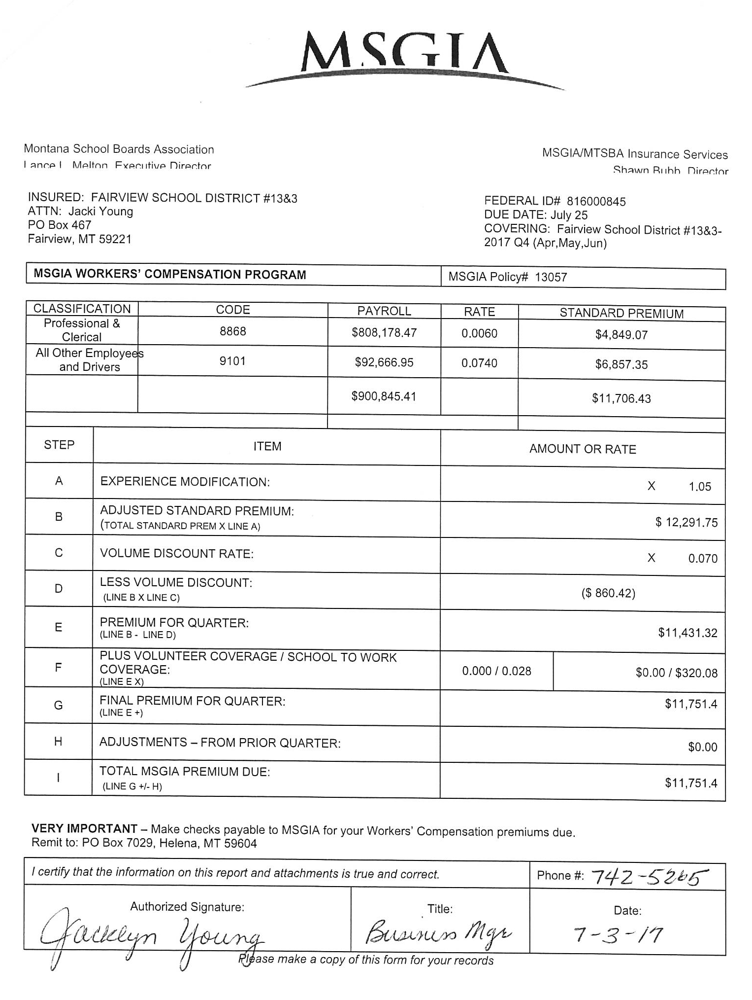 MSGIA
Montana School Boards Association
Lance L. Melton, Executive Director
MSGIA/MTSBA Insurance Services
Shawn Bubb, Director
INSURED: FAIRVIEW SCHOOL DISTRICT #13&3
ATTN: Jacki Young
PO Box 467
Fairview, MT 59221
FEDERAL ID# 816000845
DUE DATE: July 25
COVERING: Fairview School District #13&3-
2017 Q4 (Apr,May,Jun)
MSGIA WORKERS' COMPENSATION PROGRAM MSGIA Policy# 13057
CLASSIFICATION CODE PAYROLL RATE STANDARD PREMIUM
Professional &
Clerical 8868 $808,178.47 0.0060 $4,849.07
All Other Employees
and Drivers 9101 $92,666.95 0.0740 $6,857.35
$900,845.41 $11,706.43
STEP ITEM AMOUNT OR RATE
A EXPERIENCE MODIFICATION: X 1.05
B ADJUSTED STANDARD PREMIUM:
(TOTAL STANDARD PREM X LINE A) $ 12,291.75
C VOLUME DISCOUNT RATE: X 0.070
D LESS VOLUME DISCOUNT:
(LINE B X LINE C) ($ 860.42)
E PREMIUM FOR QUARTER:
(LINE B - LINE D) $11,431.32
F PLUS VOLUNTEER COVERAGE / SCHOOL TO WORK
COVERAGE: 0.000 / 0.028 $0.00 / $320.08
(LINE E X)
G FINAL PREMIUM FOR QUARTER:
(LINE E +) $11,751.4
H ADJUSTMENTS – FROM PRIOR QUARTER: $0.00
I TOTAL MSGIA PREMIUM DUE:
(LINE G +/- H) $11,751.4
VERY IMPORTANT – Make checks payable to MSGIA for your Workers' Compensation premiums due.
Remit to: PO Box 7029, Helena, MT 59604
I certify that the information on this report and attachments is true and correct. Phone #: 742-5265
Authorized Signature: Title: Date:
Jacklyn Young Business Mgr 7-3-17
Please make a copy of this form for your records